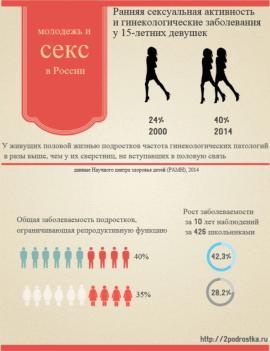 молодежь и
секс
в России
Ранняя сексуальная активность
и гинекологические заболевания
у 15-летних девушек
24%
2000
40%
2014
У живущих половой жизнью подростков частота гинекологических патологий
в разы выше, чем у их сверстниц, не вступавших в половую связь
данные Научного центра здоровья детей (РАМН), 2014
Общая заболеваемость подростков,
ограничивающая репродуктивную функцию
40%
35%
Рост заболеваемости
за 10 лет наблюдений
за 426 школьниками
42,3%
28,2%
http://2podrostka.ru